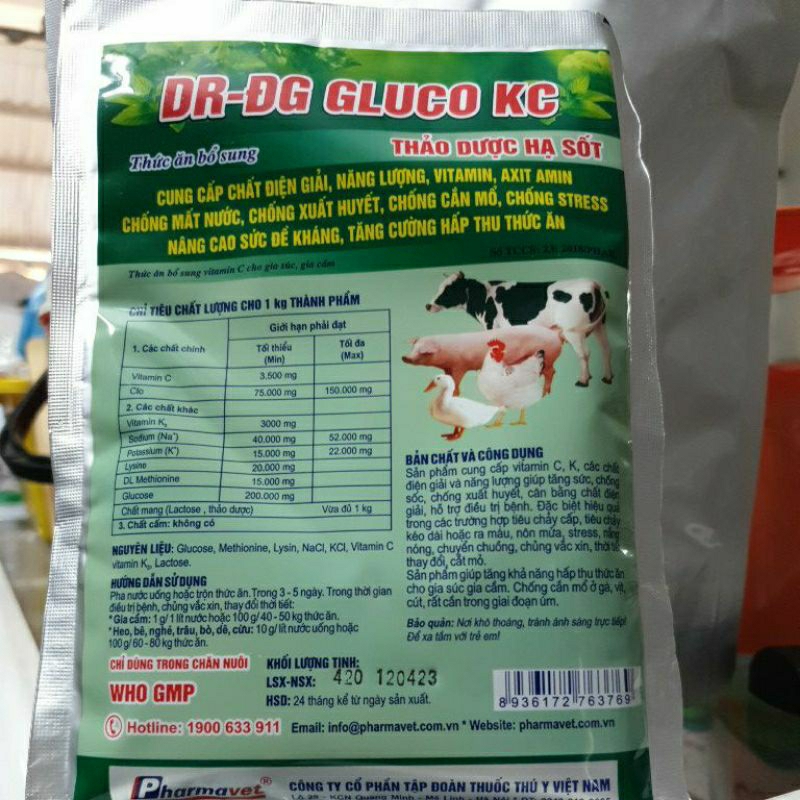 DR-ĐG GLUCO KC
Thức ăn bổ sung
THẢO DƯỢC HẠ SỐT
CUNG CẤP CHẤT ĐIỆN GIẢI, NĂNG LƯỢNG, VITAMIN, AXIT AMIN
CHỐNG MẤT NƯỚC, CHỐNG XUẤT HUYẾT, CHỐNG CẮN MỔ, CHỐNG STRESS
NÂNG CAO SỨC ĐỀ KHÁNG, TĂNG CƯỜNG HẤP THU THỨC ĂN
Số TCCS: 23: 2018/PHAR
Thức ăn bổ sung vitamin C cho gia súc, gia cầm
CHỈ TIÊU CHẤT LƯỢNG CHO 1 kg THÀNH PHẨM
1. Các chất chính Giới hạn phải đạt
Tối thiểu (Min) Tối đa (Max)
Vitamin C 3.500 mg
Clo 75.000 mg 150.000 mg
2. Các chất khác
Vitamin K₃ 3000 mg
Sodium (Na⁺) 40.000 mg 52.000 mg
Potassium (K⁺) 15.000 mg 22.000 mg
Lysine 20.000 mg
DL Methionine 15.000 mg
Glucose 200.000 mg
Chất mang (Lactose , thảo dược) Vừa đủ 1 kg
3. Chất cấm: không có
NGUYÊN LIỆU: Glucose, Methionine, Lysin, NaCl, KCl, Vitamin C
vitamin K₃, Lactose.
HƯỚNG DẪN SỬ DỤNG
Pha nước uống hoặc trộn thức ăn. Trong 3 - 5 ngày. Trong thời gian
điều trị bệnh, chủng vắc xin, thay đổi thời tiết:
* Gia cầm: 1 g/ 1 lít nước hoặc 100 g/ 40 - 50 kg thức ăn.
*Heo, bê, nghé, trâu, bò, dê, cừu: 10 g/ lít nước uống hoặc
100 g/ 60 - 80 kg thức ăn.
BẢN CHẤT VÀ CÔNG DỤNG
Sản phẩm cung cấp vitamin C, K, các chất
điện giải và năng lượng giúp tăng sức, chống
sốc, chống xuất huyết, cân bằng chất điện
giải, hỗ trợ điều trị bệnh. Đặc biệt hiệu quả
trong các trường hợp tiêu chảy cấp, tiêu chảy
kéo dài hoặc ra máu, nôn mửa, stress, nắng
nóng, chuyển chuồng, chủng vắc xin, thời tiết
thay đổi, cắt mỏ.
Sản phẩm giúp tăng khả năng hấp thu thức ăn
cho gia súc gia cầm. Chống cắn mổ ở gà, vịt,
cút, rất cần trong giai đoạn úm.
Bảo quản: Nơi khô thoáng, tránh ánh sáng trực tiếp!
Để xa tầm với trẻ em!
CHỈ DÙNG TRONG CHĂN NUÔI
WHO GMP
KHỐI LƯỢNG TỊNH:
LSX-NSX: 420 120423
HSD: 24 tháng kể từ ngày sản xuất.
8 936172 763769
Hotline: 1900 633 911 Email: info@pharmavet.com.vn * Website: pharmavet.com.vn
Pharmavet®
CÔNG TY CỔ PHẦN TẬP ĐOÀN THUỐC THÚ Y VIỆT NAM